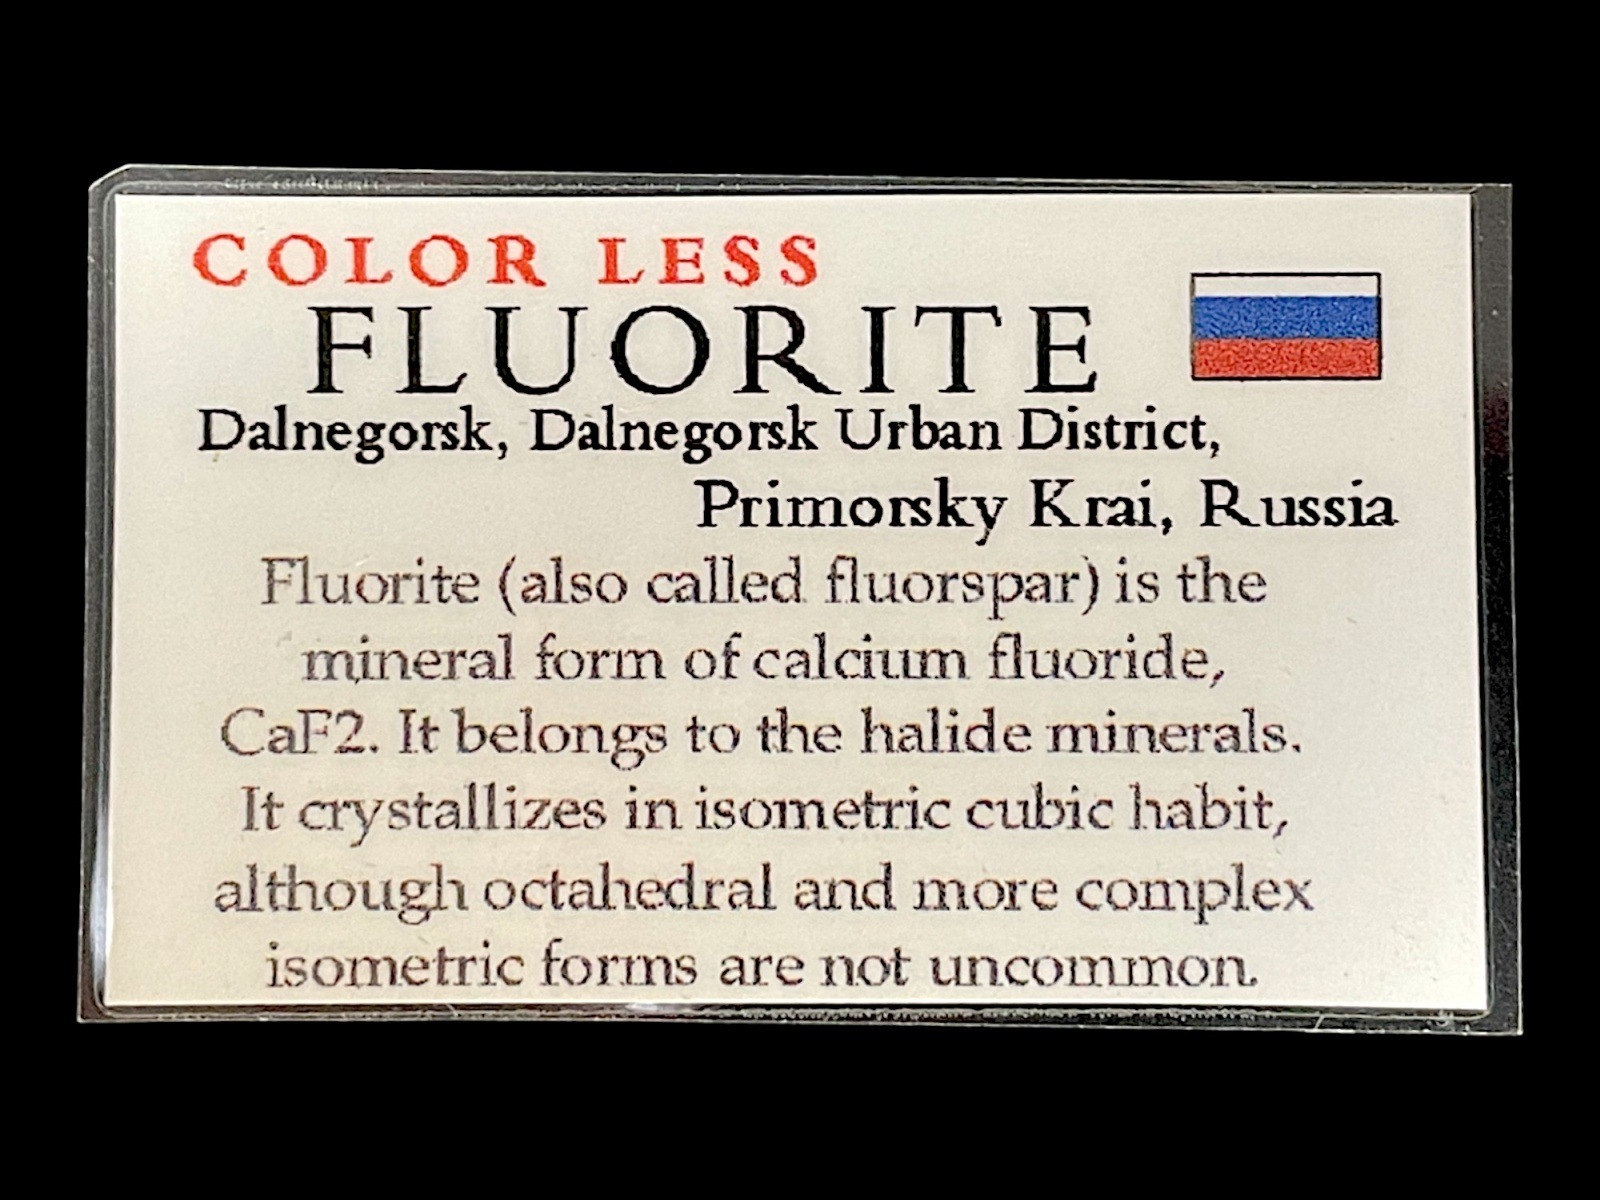 COLOR LESS
FLUORITE
Dalnegorsk, Dalnegorsk Urban District,
Primorsky Krai, Russia
Fluorite (also called fluorspar) is the
mineral form of calcium fluoride,
CaF2. It belongs to the halide minerals.
It crystallizes in isometric cubic habit,
although octahedral and more complex
isometric forms are not uncommon.